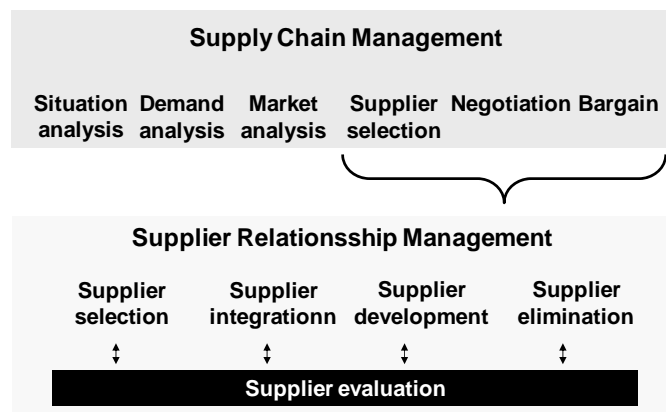 Supply Chain Management
Situation Demand Market Supplier Negotiation Bargain
analysis analysis analysis selection
Supplier Relationsship Management
Supplier Supplier Supplier Supplier
selection integrationn development elimination
Supplier evaluation